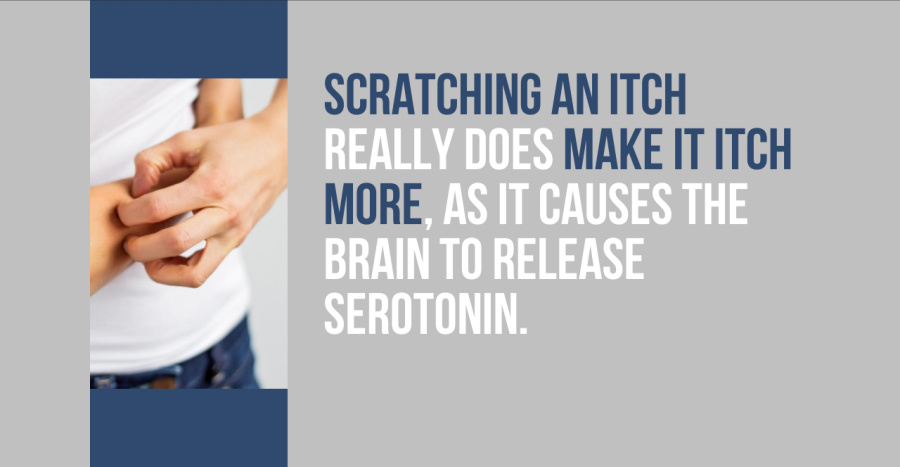 SCRATCHING AN ITCH
REALLY DOES MAKE IT ITCH
MORE, AS IT CAUSES THE
BRAIN TO RELEASE
SEROTONIN.